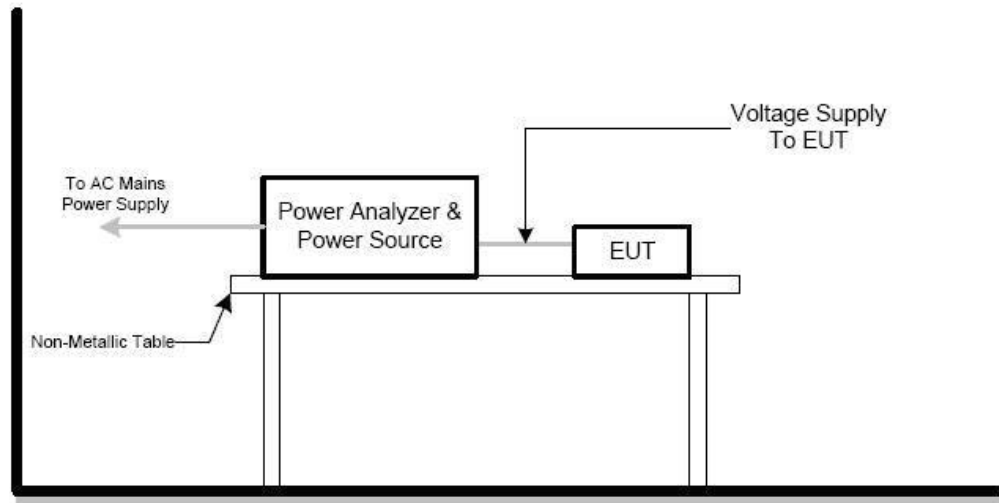 Voltage Supply
To EUT
To AC Mains
Power Supply
Power Analyzer &
Power Source
EUT
Non-Metallic Table